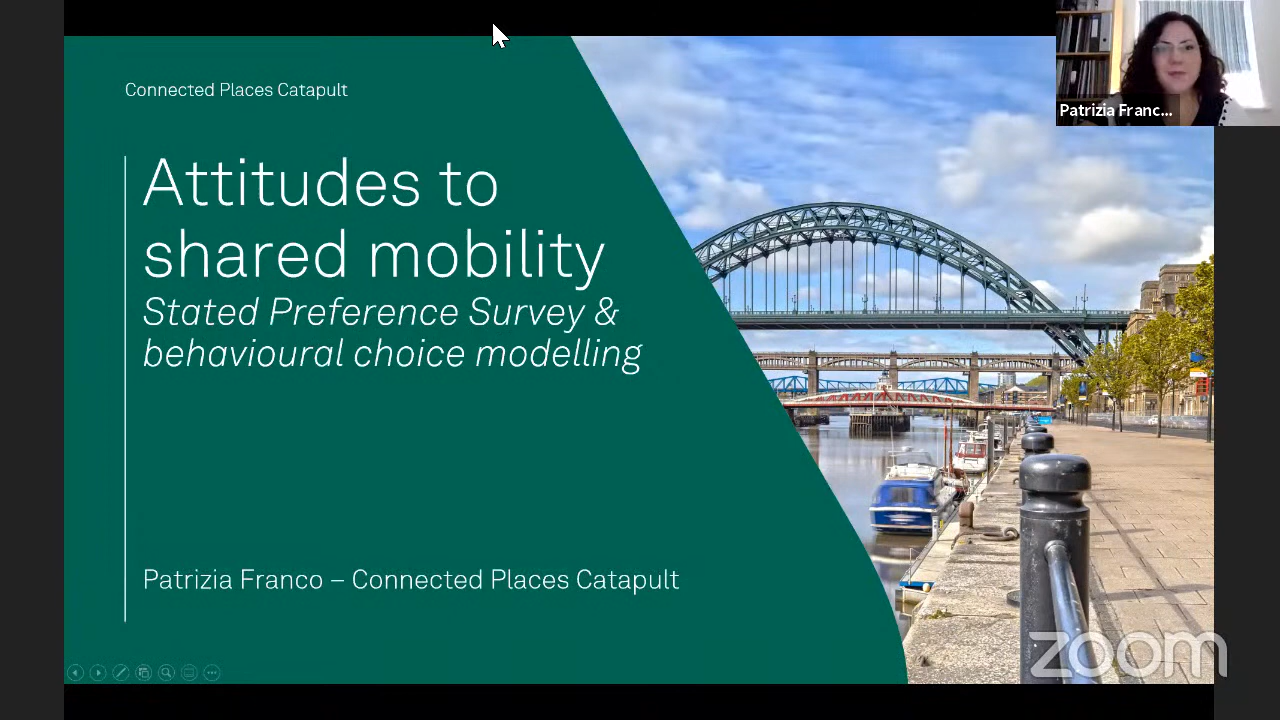 Connected Places Catapult
Attitudes to
shared mobility
Stated Preference Survey &
behavioural choice modelling
Patrizia Franco – Connected Places Catapult
Patrizia Franc...
zoom